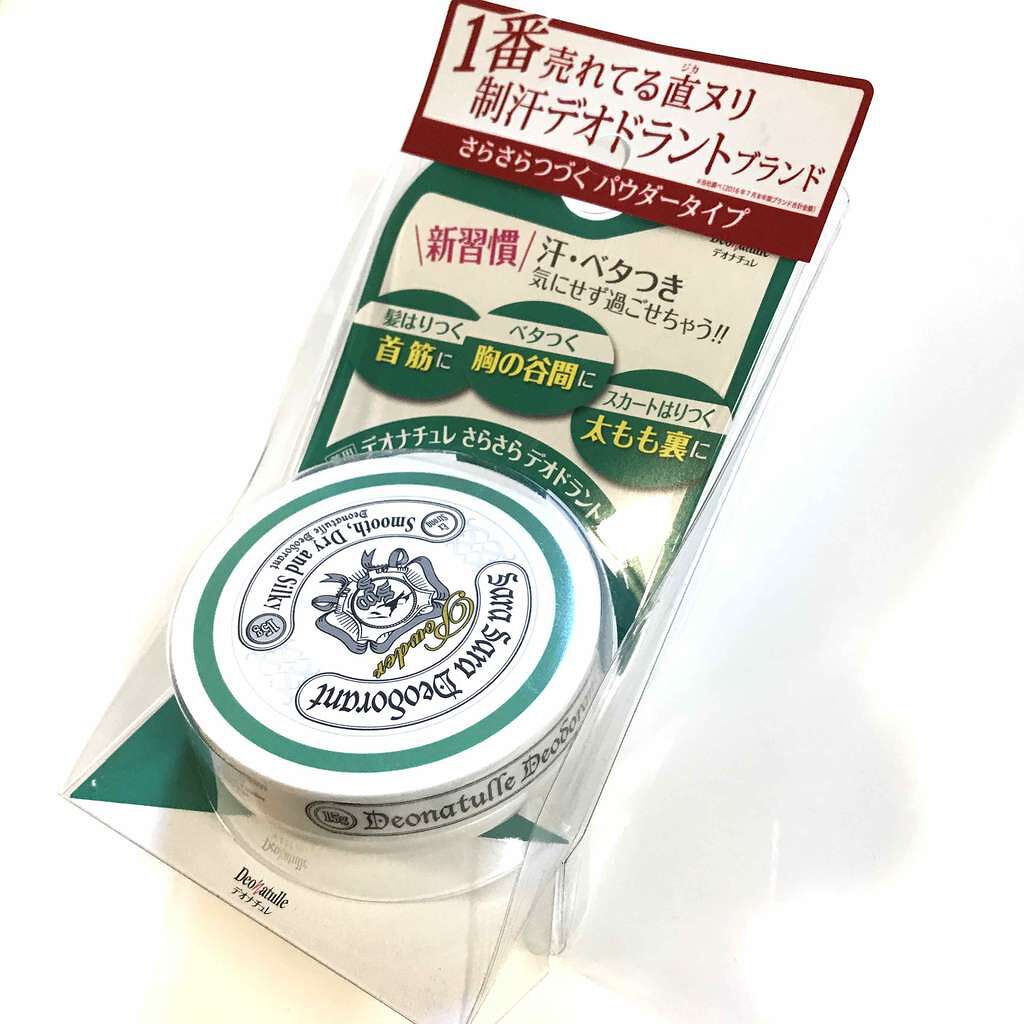 1番売れてる直ヌリ
ジカ
制汗デオドラントブランド
さらさらつづく パウダータイプ
Deonatulle
デオナチュレ
新習慣
汗・ベタつき
気にせず過ごせちゃう!!
髪はりつく
首筋に
ベタつく
胸の谷間に
スカートはりつく
太もも裏に
デオナチュレ さらさら デオドラント
Ex Strong
Smooth, Dry and Silky
Deonatulle Deodorant
15g
Powder
Sara Sara Deodorant
15g Deonatulle
Deonatulle
デオナチュレ